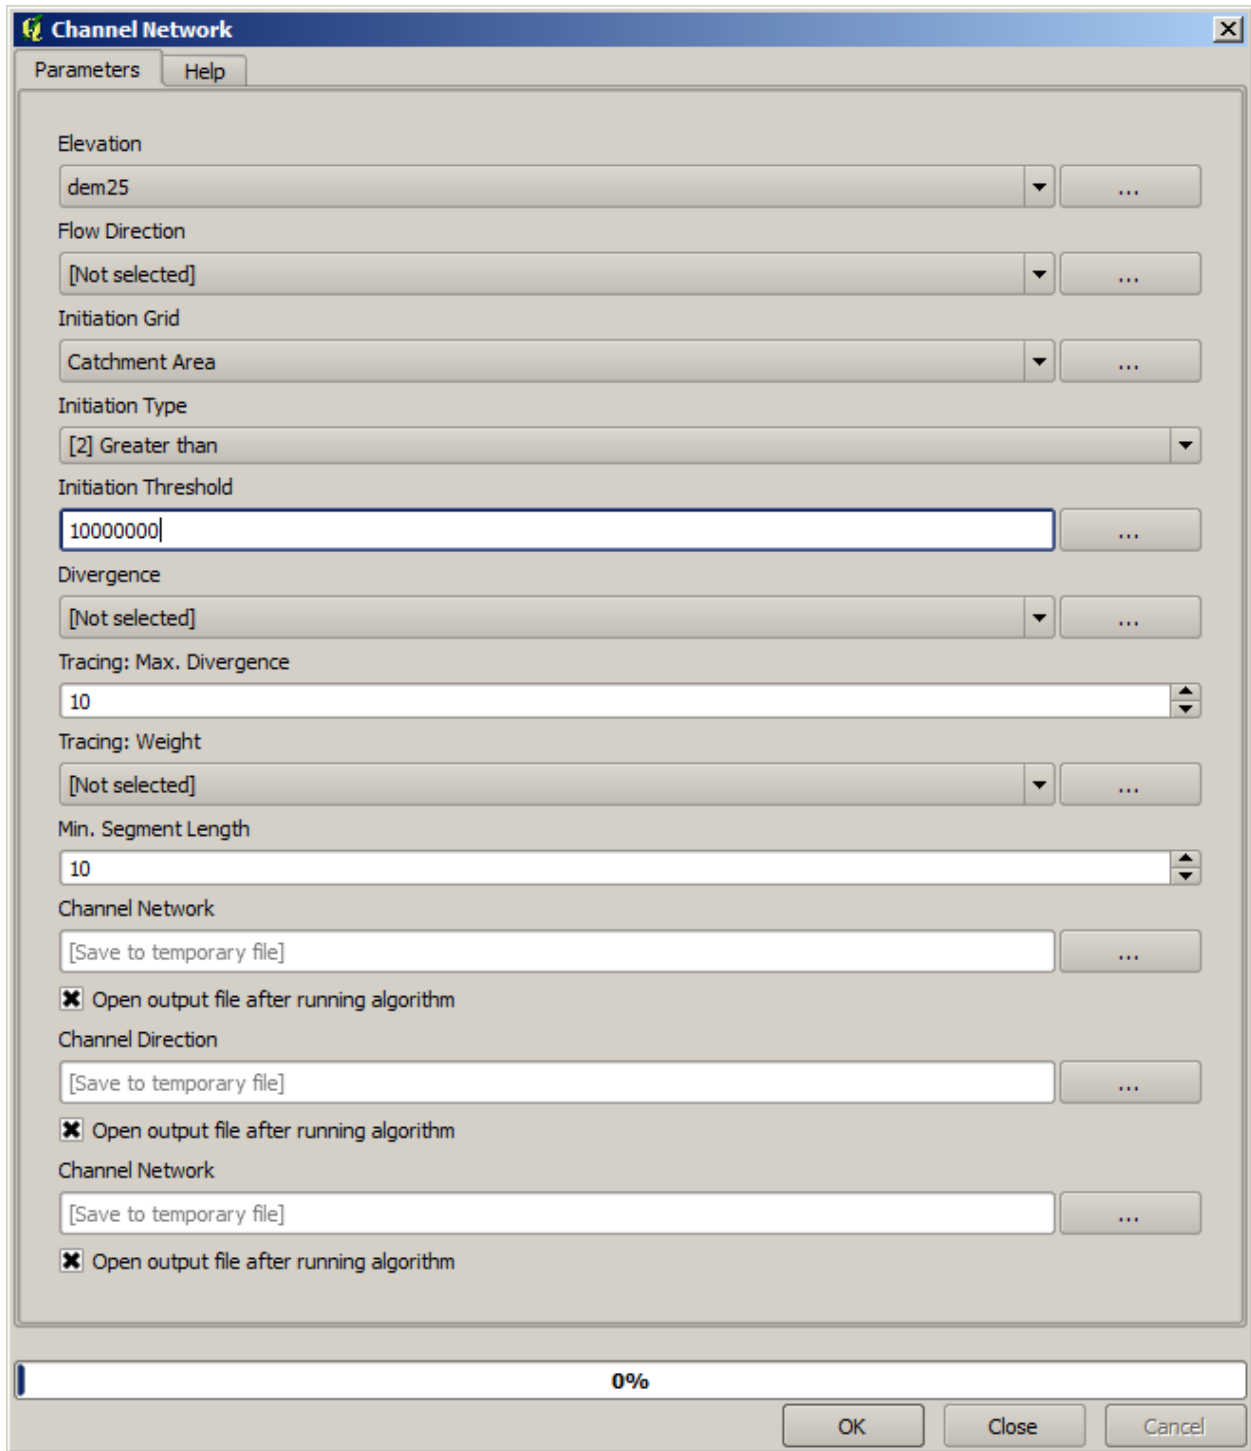 Channel Network
Parameters
Help
Elevation
dem25
...
Flow Direction
[Not selected]
...
Initiation Grid
Catchment Area
...
Initiation Type
[2] Greater than
Initiation Threshold
10000000
...
Divergence
[Not selected]
...
Tracing: Max. Divergence
10
Tracing: Weight
[Not selected]
...
Min. Segment Length
10
Channel Network
[Save to temporary file]
...
Open output file after running algorithm
Channel Direction
[Save to temporary file]
...
Open output file after running algorithm
Channel Network
[Save to temporary file]
...
Open output file after running algorithm
0%
OK
Close
Cancel